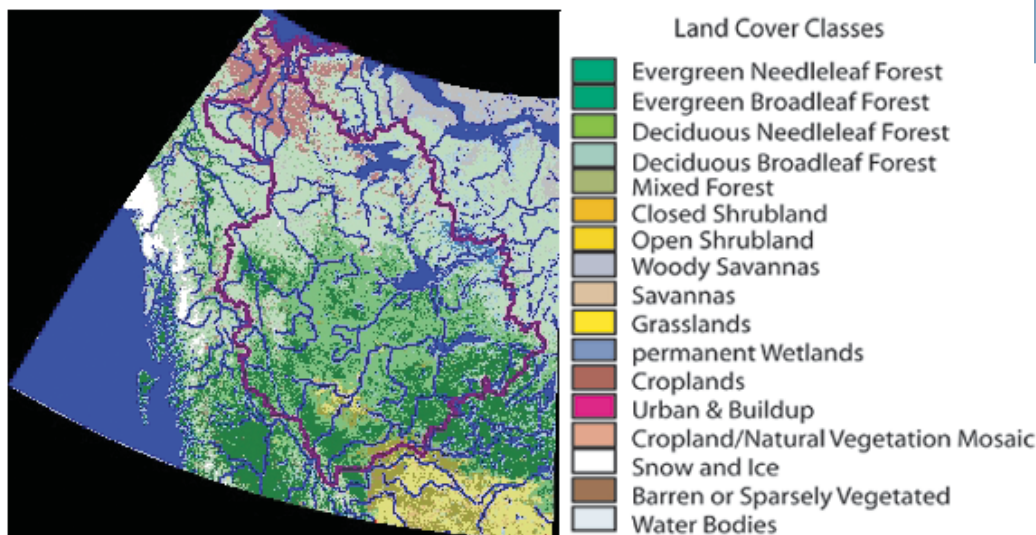 Land Cover Classes
Evergreen Needleleaf Forest
Evergreen Broadleaf Forest
Deciduous Needleleaf Forest
Deciduous Broadleaf Forest
Mixed Forest
Closed Shrubland
Open Shrubland
Woody Savannas
Savannas
Grasslands
permanent Wetlands
Croplands
Urban & Buildup
Cropland/Natural Vegetation Mosaic
Snow and Ice
Barren or Sparsely Vegetated
Water Bodies